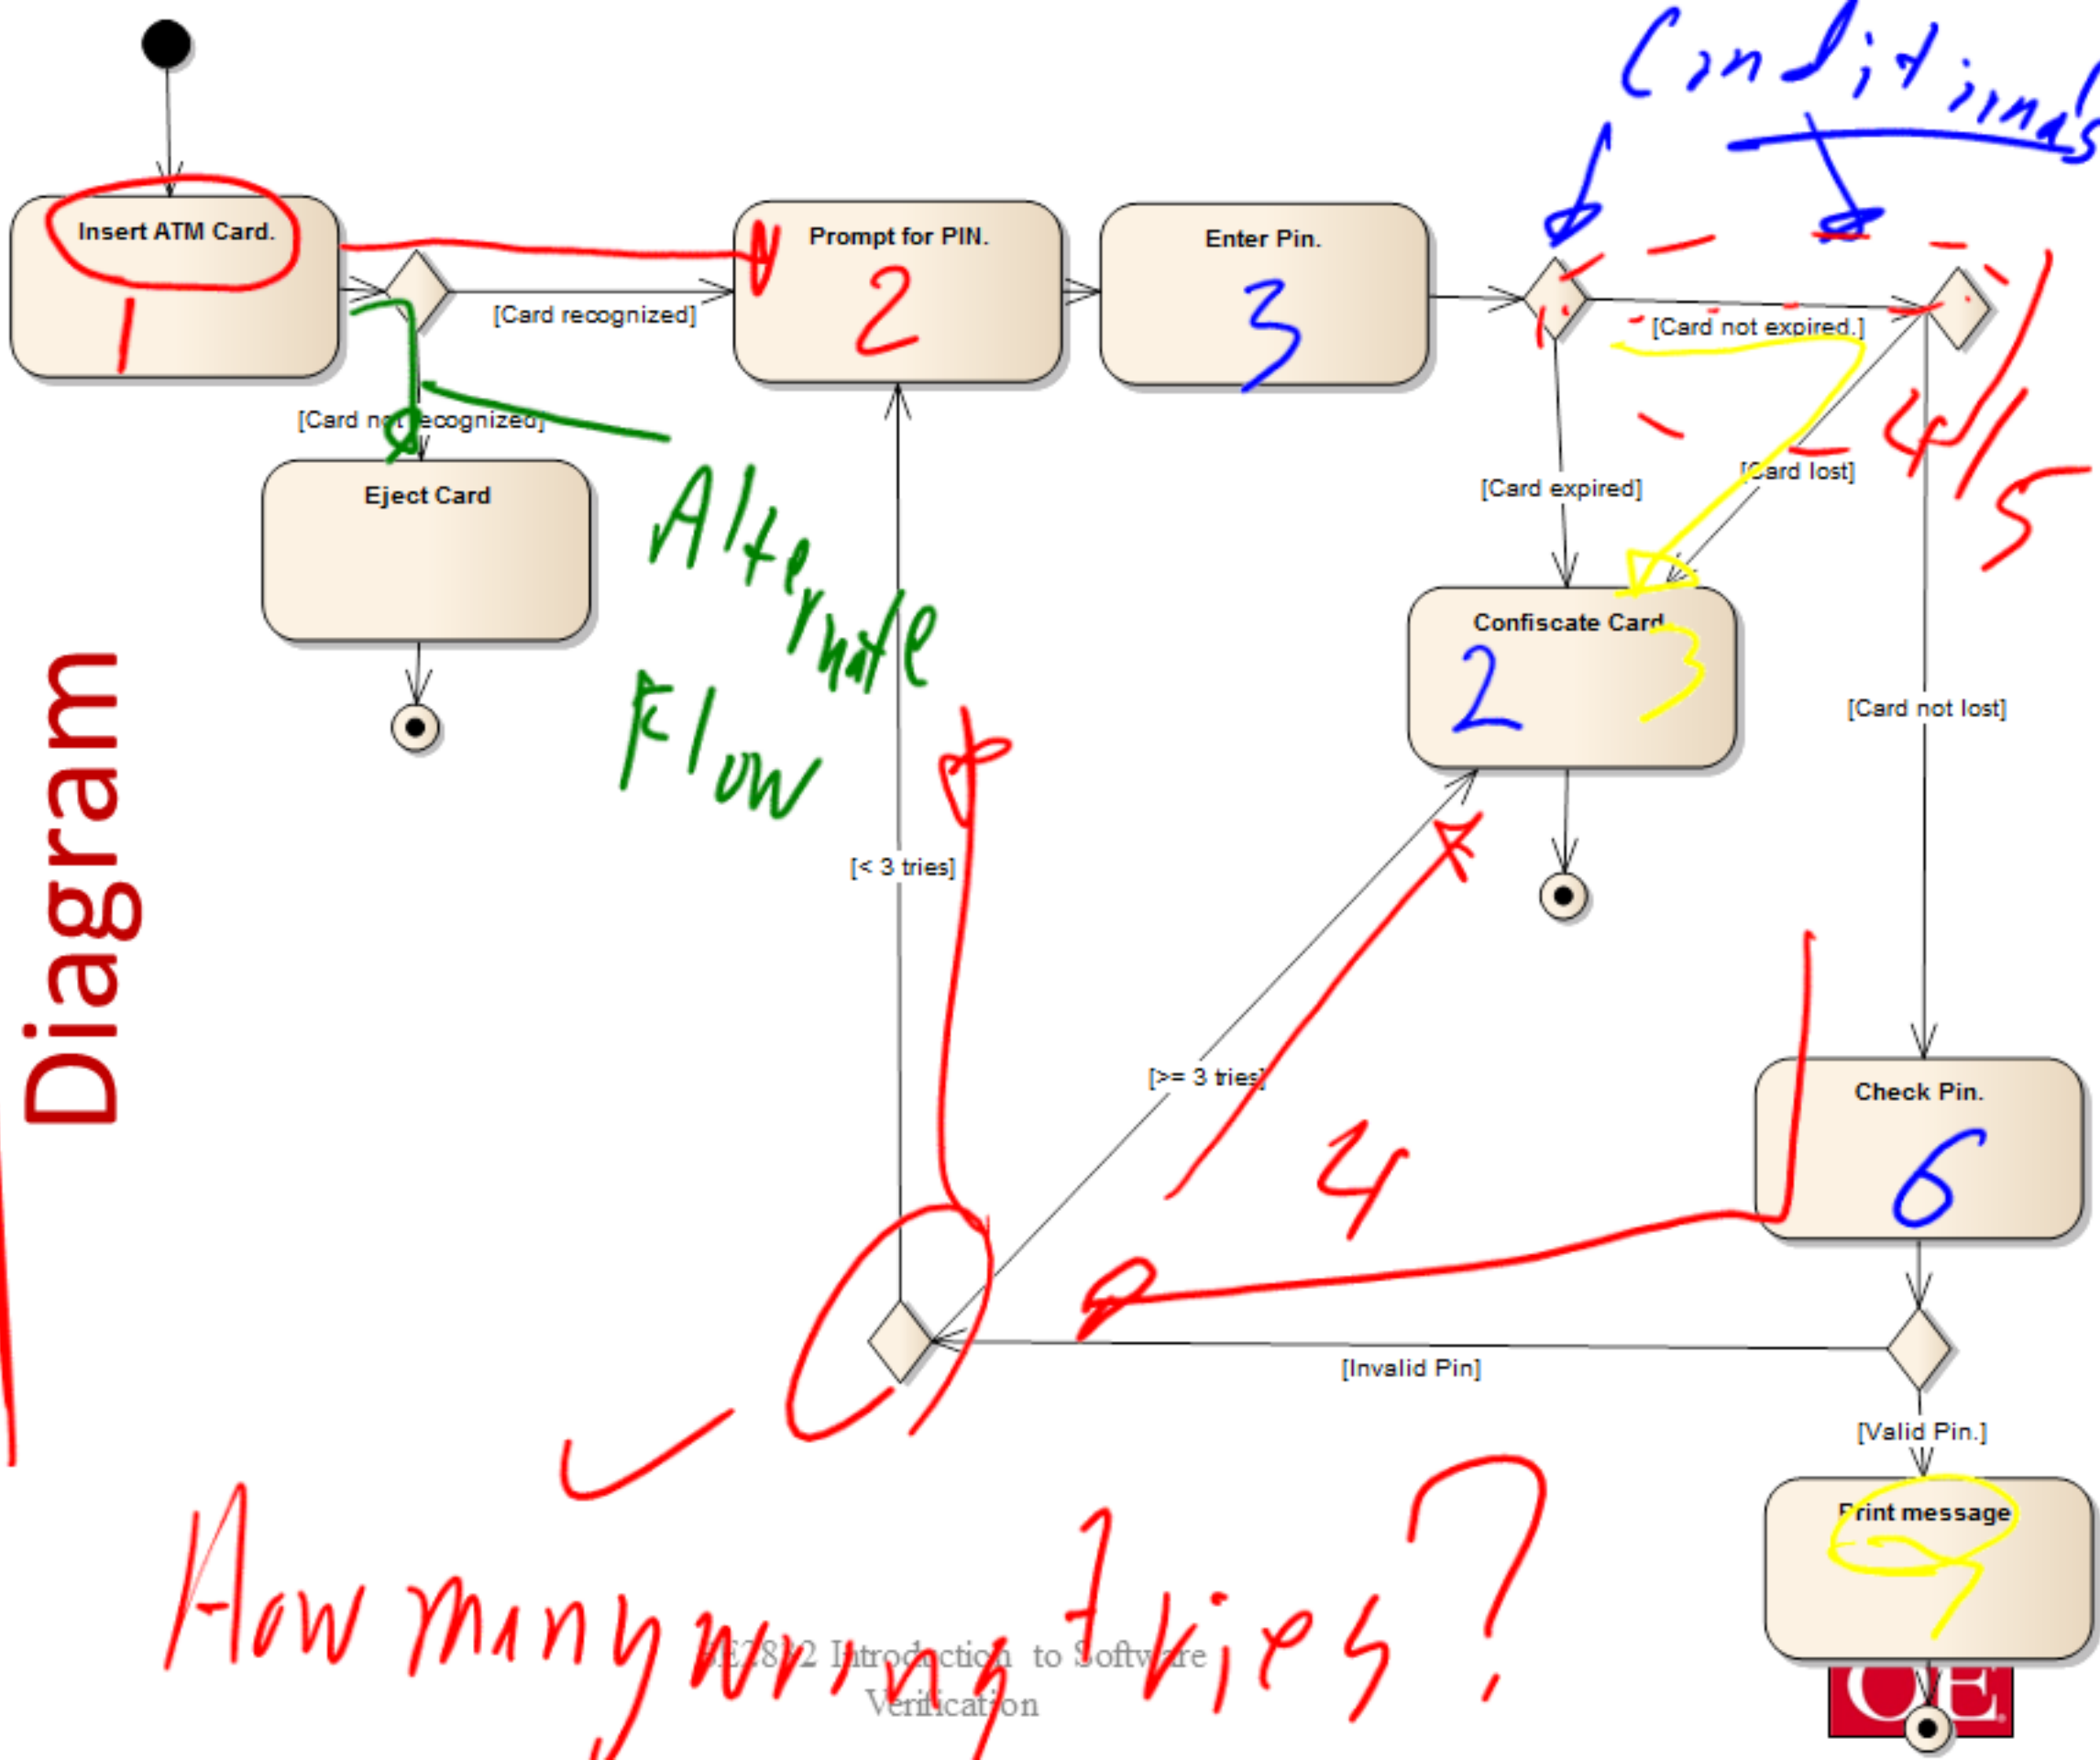 Conditionals
Insert ATM Card.
1
[Card recognized]
Prompt for PIN.
2
Enter Pin.
3
[Card not expired.]
4/5
[Card not recognized]
Eject Card
Alternate
Flow
[Card expired]
[Card lost]
Confiscate Card
2
3
[Card not lost]
Diagram
[< 3 tries]
[>= 3 tries]
4
Check Pin.
6
[Invalid Pin]
[Valid Pin.]
Print message
7
How many wrong tries?
Introduction to Software
Verification
OE